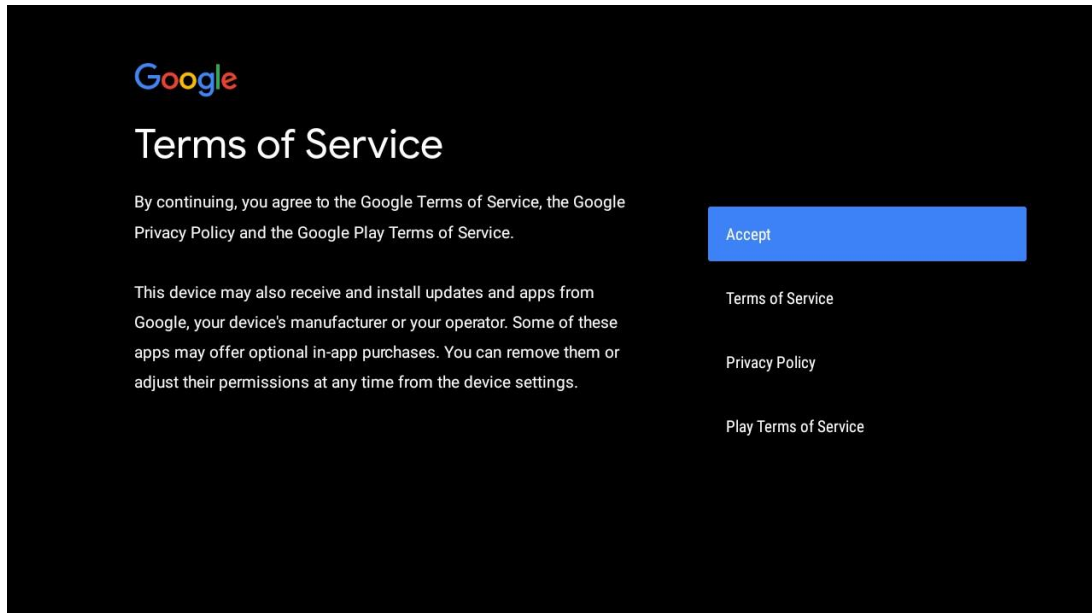 Google
Terms of Service
By continuing, you agree to the Google Terms of Service, the Google
Privacy Policy and the Google Play Terms of Service.
This device may also receive and install updates and apps from
Google, your device's manufacturer or your operator. Some of these
apps may offer optional in-app purchases. You can remove them or
adjust their permissions at any time from the device settings.
Accept
Terms of Service
Privacy Policy
Play Terms of Service